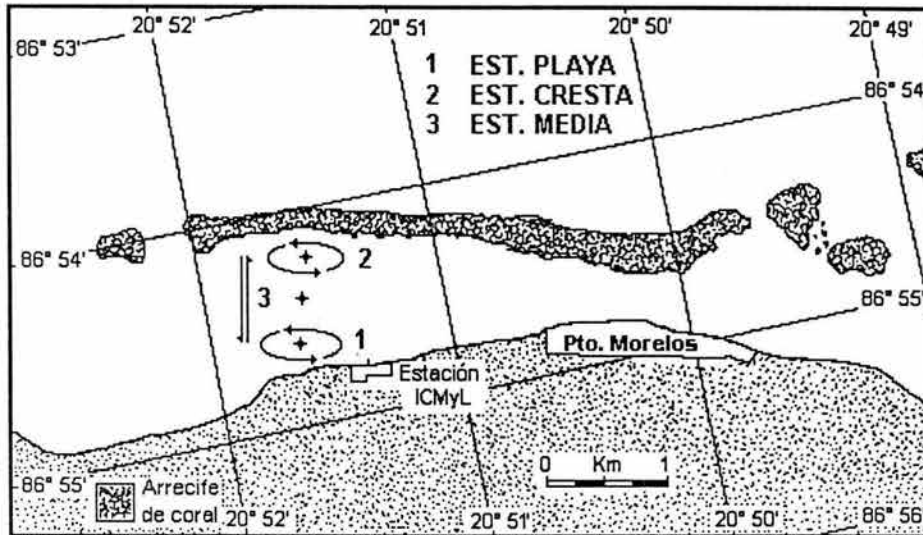 20° 52'
20° 51
20° 50'
20° 49'
86° 53'
1 EST. PLAYA
2 EST. CRESTA
3 EST. MEDIA
86° 54'
86° 54'
2
3
86° 55'
1
Pto. Morelos
Estación
ICMyL
0 Km 1
86° 55'
Arrecife
de coral
20° 52'
20° 51'
20° 50'
86° 56'